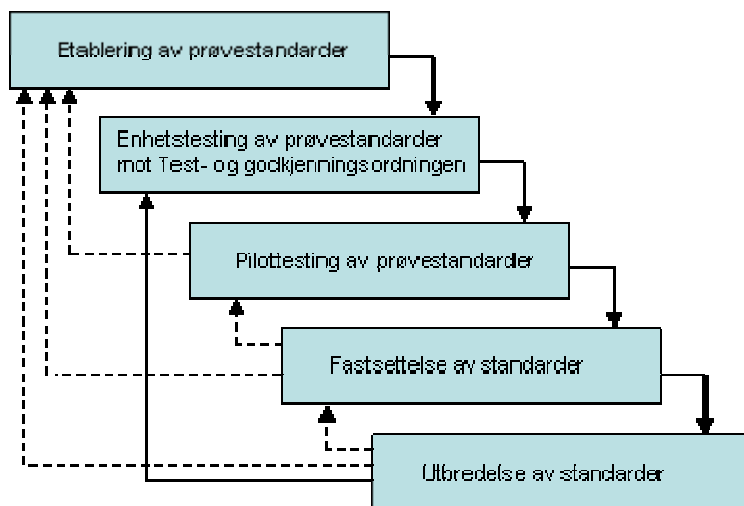 Etablering av prøvestandarder
Enhetstesting av prøvestandarder
mot Test- og godkjenningsordningen
Pilottesting av prøvestandarder
Fastsettelse av standarder
Utbredelse av standarder